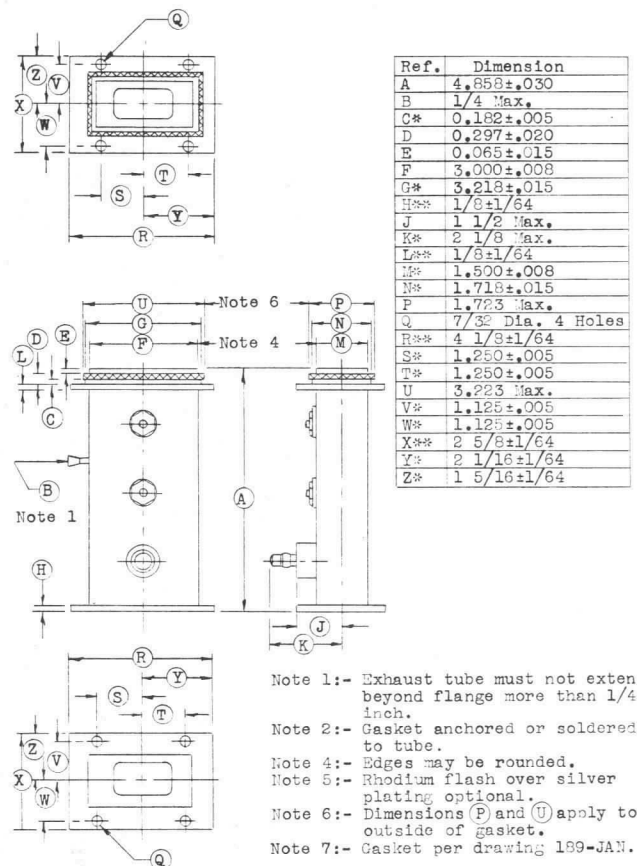 Q
Z
V
X
W
T
S
Y
R
Ref. Dimension
A 4.858±.030
B 1/4 Max.
C* 0.182±.005
D 0.297±.020
E 0.065±.015
F 3.000±.008
G* 3.218±.015
H** 1/8±1/64
J 1 1/2 Max.
K* 2 1/8 Max.
L** 1/8±1/64
M* 1.500±.008
N* 1.718±.015
P 1.723 Max.
Q 7/32 Dia. 4 Holes
R** 4 1/8±1/64
S* 1.250±.005
T* 1.250±.005
U 3.223 Max.
V* 1.125±.005
W* 1.125±.005
X** 2 5/8±1/64
Y* 2 1/16±1/64
Z* 1 5/16±1/64
U Note 6 P
G N
F Note 4 M
L D E
C
B
Note 1
A
H
J
K
R
Y
S
T
Z
V
X
W
Q
Note 1:- Exhaust tube must not exten
beyond flange more than 1/4
inch.
Note 2:- Gasket anchored or soldered
to tube.
Note 4:- Edges may be rounded.
Note 5:- Rhodium flash over silver
plating optional.
Note 6:- Dimensions P and U apply to
outside of gasket.
Note 7:- Gasket per drawing 189-JAN.